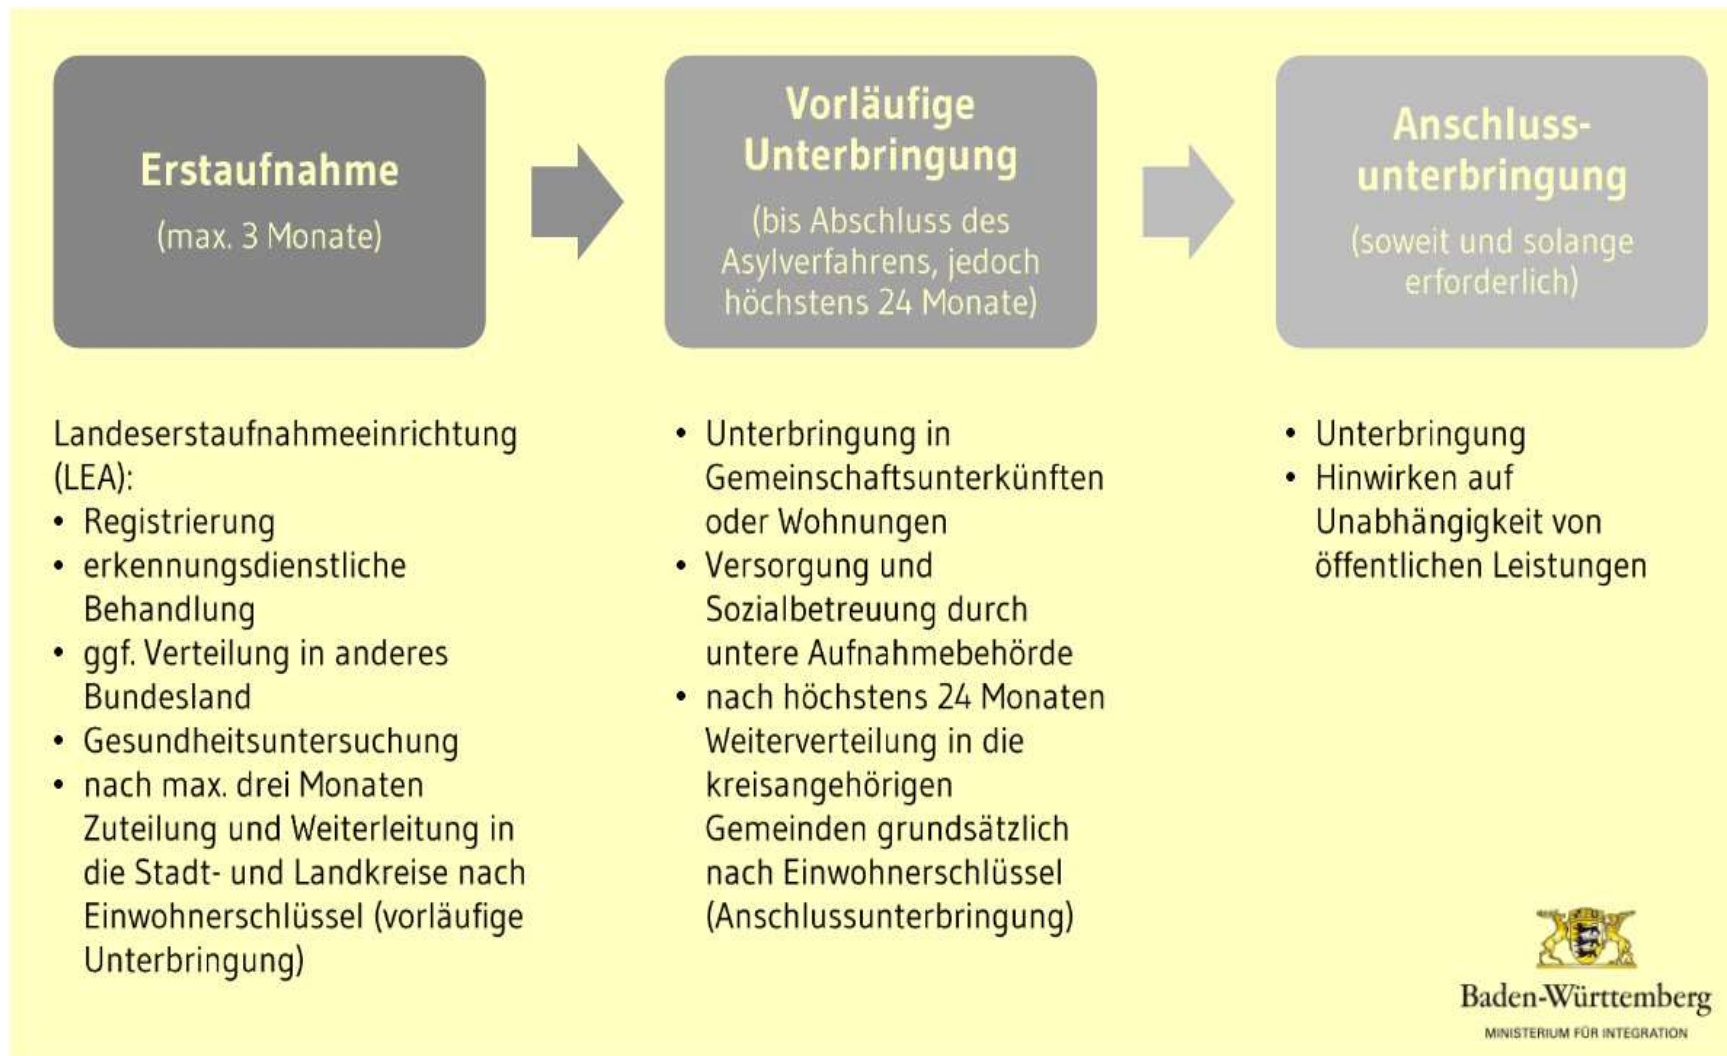 Erstaufnahme
(max. 3 Monate)
Vorläufige
Unterbringung
(bis Abschluss des
Asylverfahrens, jedoch
höchstens 24 Monate)
Anschluss-
unterbringung
(soweit und solange
erforderlich)
Landeserstaufnahmeeinrichtung
(LEA):
• Registrierung
• erkennungsdienstliche
Behandlung
• ggf. Verteilung in anderes
Bundesland
• Gesundheitsuntersuchung
• nach max. drei Monaten
Zuteilung und Weiterleitung in
die Stadt- und Landkreise nach
Einwohnerschlüssel (vorläufige
Unterbringung)
• Unterbringung in
Gemeinschaftsunterkünften
oder Wohnungen
• Versorgung und
Sozialbetreuung durch
untere Aufnahmebehörde
• nach höchstens 24 Monaten
Weiterverteilung in die
kreisangehörigen
Gemeinden grundsätzlich
nach Einwohnerschlüssel
(Anschlussunterbringung)
• Unterbringung
• Hinwirken auf
Unabhängigkeit von
öffentlichen Leistungen
Baden-Württemberg
MINISTERIUM FÜR INTEGRATION